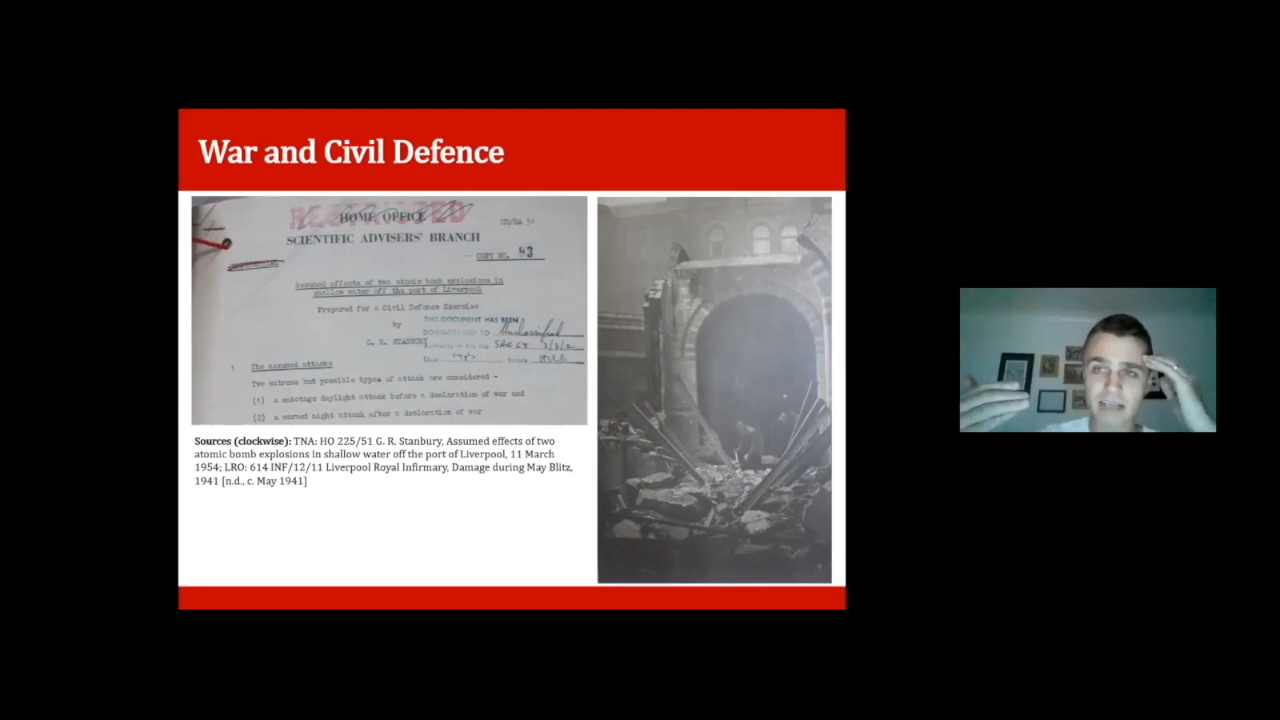 War and Civil Defence
RESTRICTED
HOME OFFICE
CD/SA 51
SCIENTIFIC ADVISERS' BRANCH
COPY NO. 93
Assumed effects of two atomic bomb explosions in
shallow water off the port of Liverpool
Prepared for a Civil Defence Exercise
by
THIS DOCUMENT HAS BEEN
DOWNGRADED TO Unclassified
G. R. STANBURY
1 The assumed attacks
Two extreme but possible types of attack are considered -
(1) a sabotage daylight attack before a declaration of war and
(2) a warned night attack after a declaration of war
Sources (clockwise): TNA: HO 225/51 G. R. Stanbury, Assumed effects of two
atomic bomb explosions in shallow water off the port of Liverpool, 11 March
1954; LRO: 614 INF/12/11 Liverpool Royal Infirmary, Damage during May Blitz,
1941 [n.d., c. May 1941]